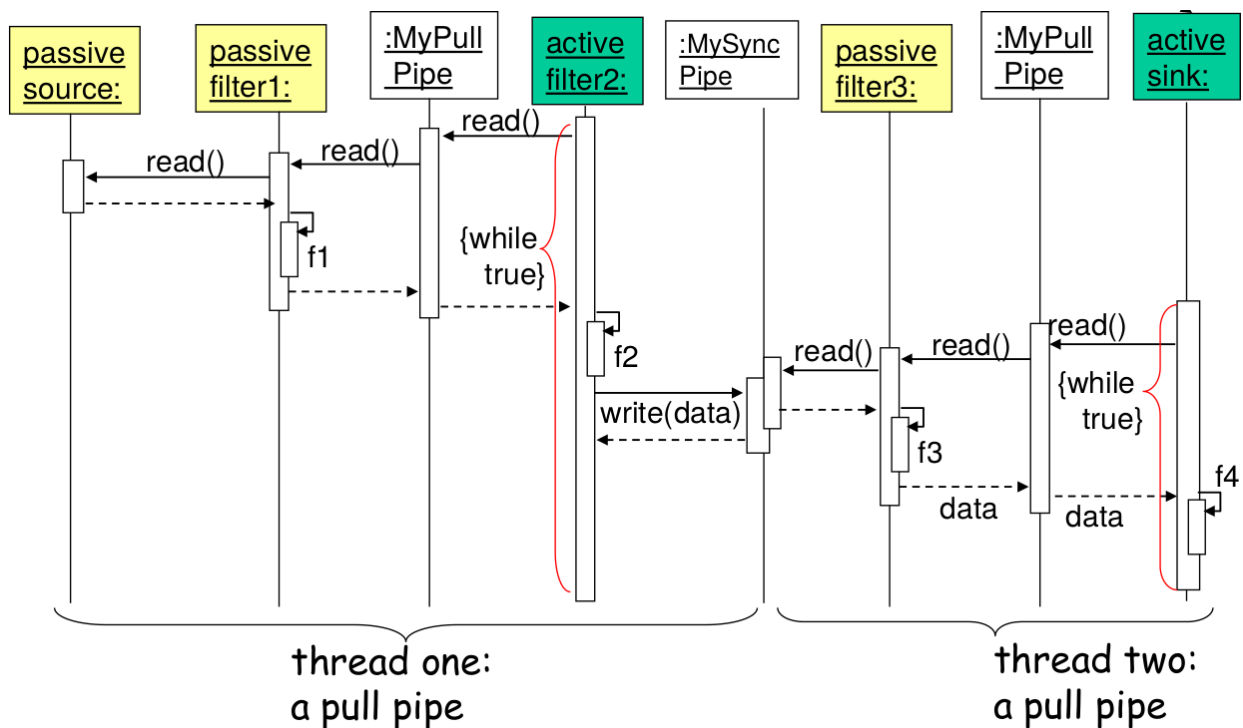 passive
source:
passive
filter1:
:MyPull
Pipe
active
filter2:
:MySync
Pipe
passive
filter3:
:MyPull
Pipe
active
sink:
read()
read()
read()
f1
{while
true}
f2
write(data)
read()
read()
read()
f3
{while
true}
data
data
f4
thread one:
a pull pipe
thread two:
a pull pipe